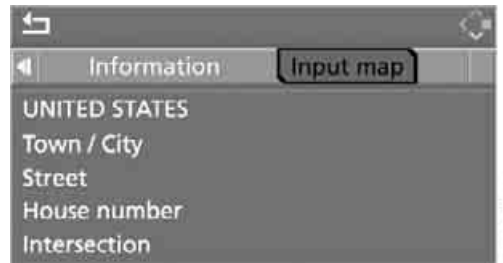 Information Input map
UNITED STATES
Town / City
Street
House number
Intersection